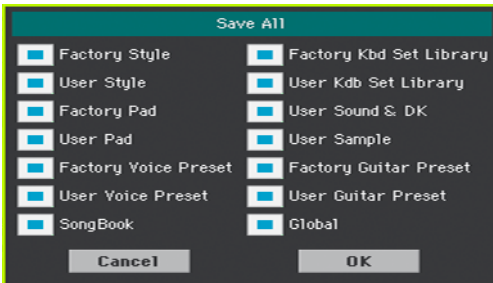 Save All
Factory Style
Factory Kbd Set Library
User Style
User Kdb Set Library
Factory Pad
User Sound & DK
User Pad
User Sample
Factory Voice Preset
Factory Guitar Preset
User Voice Preset
User Guitar Preset
SongBook
Global
Cancel
OK